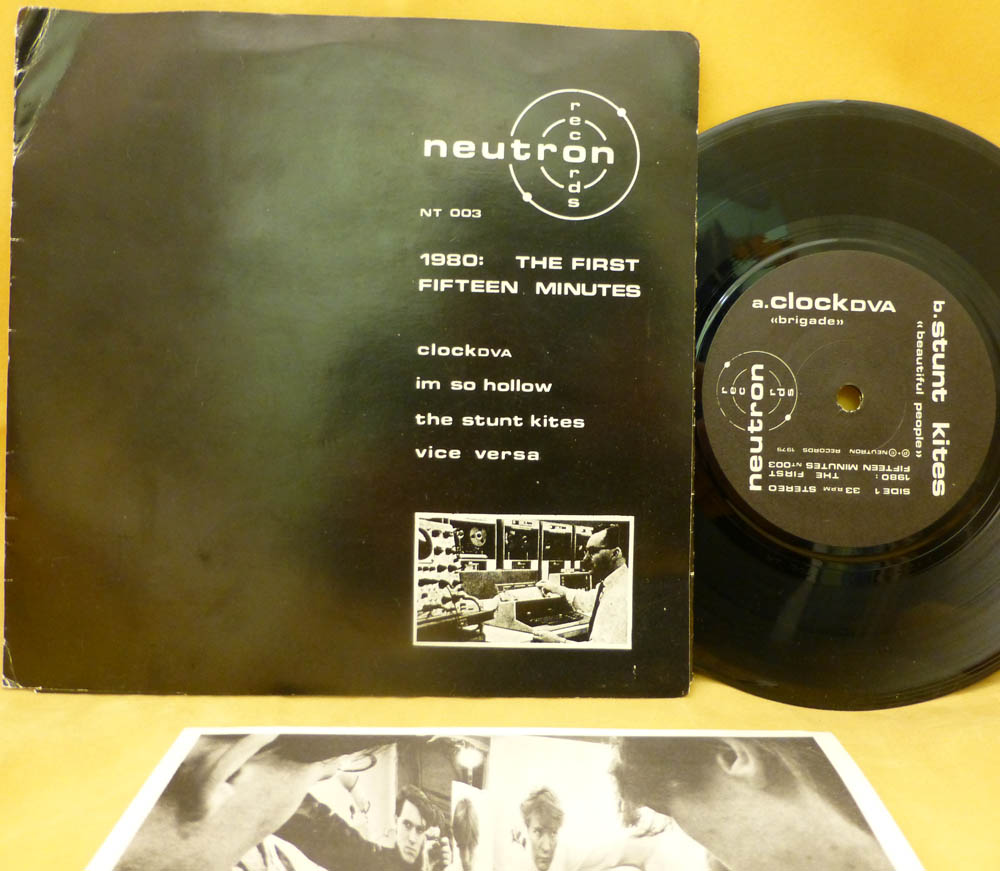 records
neutron
NT 003
1980: THE FIRST
FIFTEEN MINUTES
clockDVA
im so hollow
the stunt kites
vice versa
a.clockDVA
«brigade»
b.stunt kites
«beautiful people»
neutron
records
SIDE 1 33 RPM STEREO
1980: THE FIRST
FIFTEEN MINUTES NT003
℗•© NEUTRON RECORDS 1979